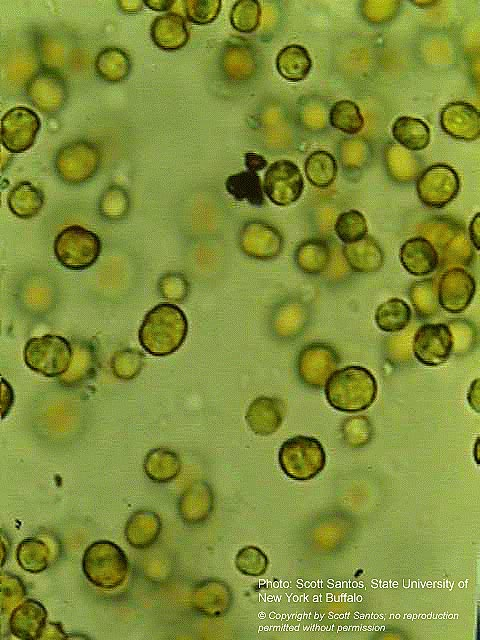 Photo: Scott Santos, State University of
New York at Buffalo
© Copyright by Scott Santos; no reproduction
permitted without permission